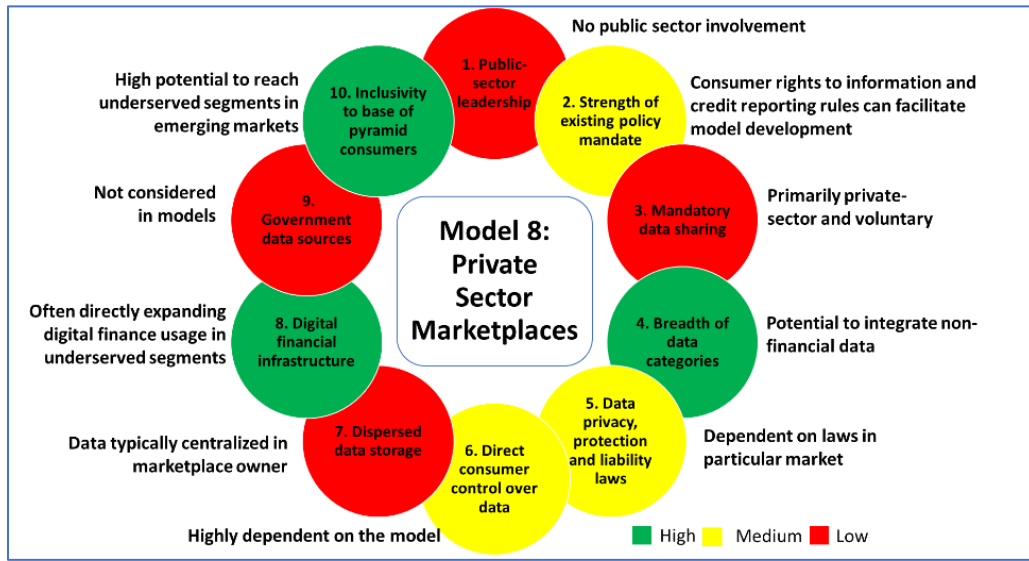 No public sector involvement
1. Public-
sector
leadership
2. Strength of
existing policy
mandate
Consumer rights to information and
credit reporting rules can facilitate
model development
3. Mandatory
data sharing
Primarily private-
sector and voluntary
4. Breadth of
data
categories
Potential to integrate non-
financial data
5. Data
privacy,
protection
and liability
laws
Dependent on laws in
particular market
6. Direct
consumer
control over
data
Highly dependent on the model
7. Dispersed
data storage
Data typically centralized in
marketplace owner
8. Digital
financial
infrastructure
Often directly expanding
digital finance usage in
underserved segments
9.
Government
data sources
Not considered
in models
10. Inclusivity
to base of
pyramid
consumers
High potential to reach
underserved segments in
emerging markets
Model 8:
Private
Sector
Marketplaces
High
Medium
Low